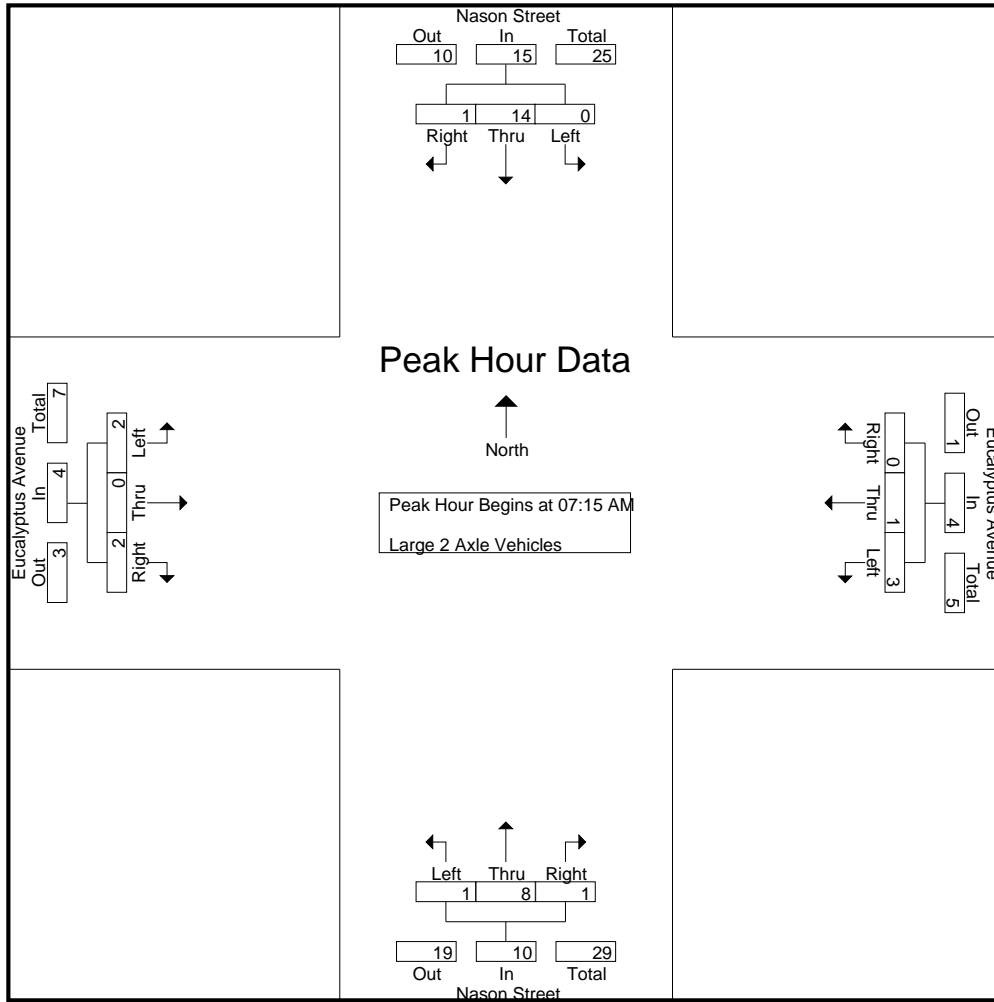 Nason Street
Out In Total
10 15 25
1 14 0
Right Thru Left
Peak Hour Data
North
Peak Hour Begins at 07:15 AM
Large 2 Axle Vehicles
Eucalyptus Avenue
Total In Out
7 4 3
2 0 2
Left Thru Right
Eucalyptus Avenue
Out In Total
1 4 5
0 1 3
Right Thru Left
Left Thru Right
1 8 1
19 10 29
Out In Total
Nason Street